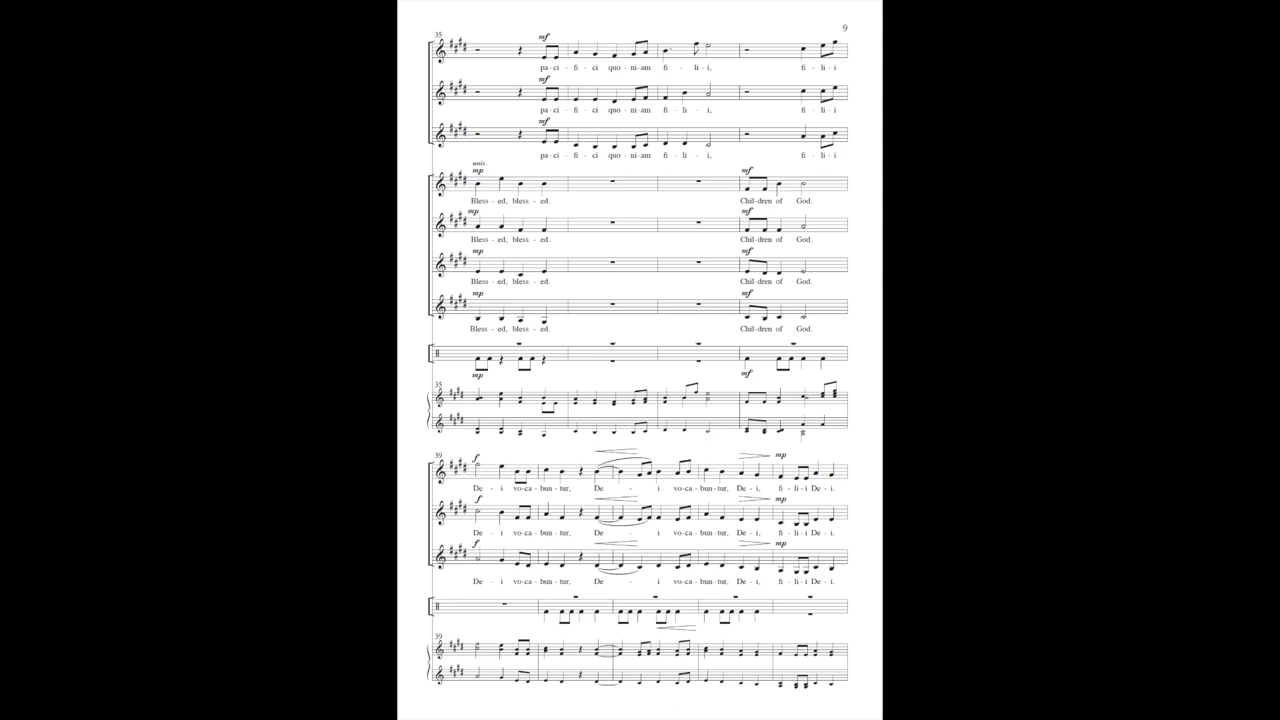 9
35
mf
pa - ci - fi - ci quo - ni - am fi - li - i, fi - li - i
mf
pa - ci - fi - ci quo - ni - am fi - li - i, fi - li - i
mf
pa - ci - fi - ci quo - ni - am fi - li - i, fi - li - i
unis.
mp mf
Bless - ed, bless - ed. Chil - dren of God.
mp mf
Bless - ed, bless - ed. Chil - dren of God.
mp mf
Bless - ed, bless - ed. Chil - dren of God.
mp mf
Bless - ed, bless - ed. Chil - dren of God.
mp mf
35
39
f mp
De - i vo - ca - bun - tur, De - i vo - ca - bun - tur, De - i, fi - li - i De - i.
f mp
De - i vo - ca - bun - tur, De - i vo - ca - bun - tur, De - i, fi - li - i De - i.
f mp
De - i vo - ca - bun - tur, De - i vo - ca - bun - tur, De - i, fi - li - i De - i.
39